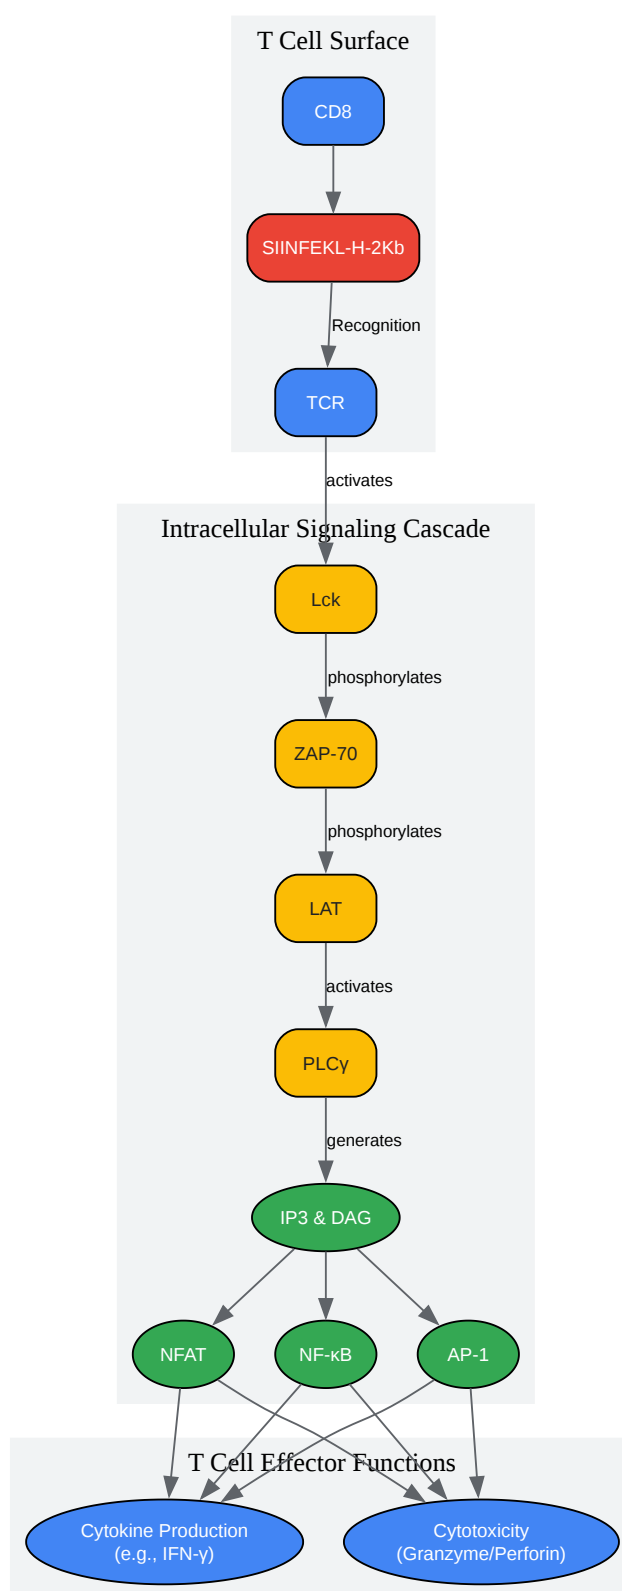 T Cell Surface
CD8
SIINFEKL-H-2Kb
Recognition
TCR
activates
Intracellular Signaling Cascade
Lck
phosphorylates
ZAP-70
phosphorylates
LAT
activates
PLCγ
generates
IP3 & DAG
NFAT
NF-κB
AP-1
T Cell Effector Functions
Cytokine Production
(e.g., IFN-γ)
Cytotoxicity
(Granzyme/Perforin)